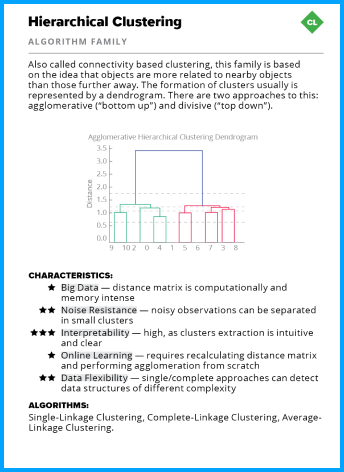 Hierarchical Clustering
CL
ALGORITHM FAMILY
Also called connectivity based clustering, this family is based
on the idea that objects are more related to nearby objects
than those further away. The formation of clusters usually is
represented by a dendrogram. There are two approaches to this:
agglomerative (“bottom up”) and divisive (“top down”).
Agglomerative Hierarchical Clustering Dendrogram
Distance
3.5
3.0
2.5
2.0
1.5
1.0
0.5
0.0
9 10 2 0 4 1 5 6 7 3 8
CHARACTERISTICS:
★ Big Data — distance matrix is computationally and
memory intense
★★ Noise Resistance — noisy observations can be separated
in small clusters
★★★ Interpretability — high, as clusters extraction is intuitive
and clear
★ Online Learning — requires recalculating distance matrix
and performing agglomeration from scratch
★★ Data Flexibility — single/complete approaches can detect
data structures of different complexity
ALGORITHMS:
Single-Linkage Clustering, Complete-Linkage Clustering, Average-
Linkage Clustering.